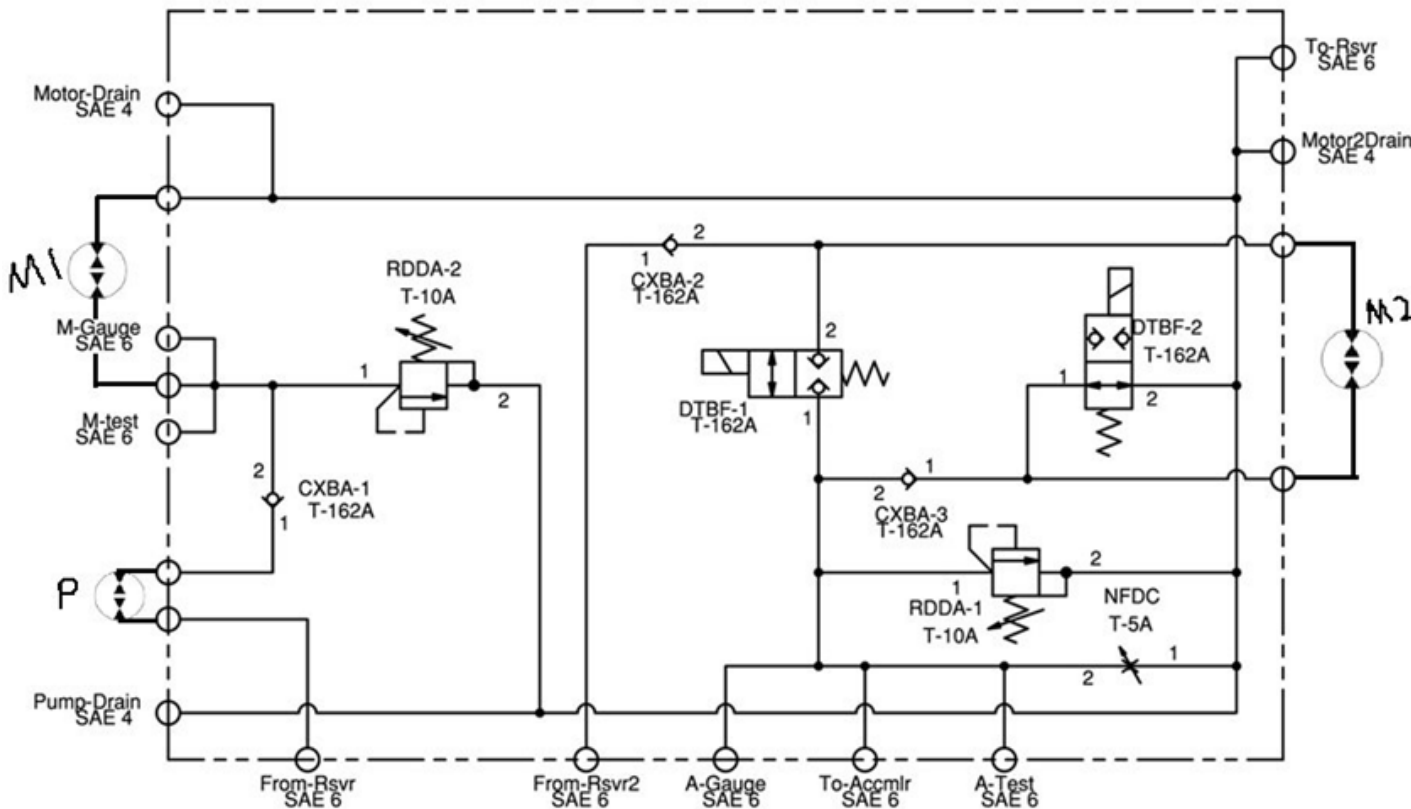 To-Rsvr
SAE 6
Motor-Drain
SAE 4
Motor2Drain
SAE 4
M1
RDDA-2
T-10A
2
1
CXBA-2
T-162A
M2
M-Gauge
SAE 6
DTBF-2
T-162A
2
1
2
1
2
DTBF-1
T-162A
1
M-test
SAE 6
2
CXBA-1
T-162A
1
1
2
CXBA-3
T-162A
2
1
RDDA-1
T-10A
NFDC
T-5A
P
1
2
Pump-Drain
SAE 4
From-Rsvr
SAE 6
From-Rsvr2
SAE 6
A-Gauge
SAE 6
To-Accmlr
SAE 6
A-Test
SAE 6